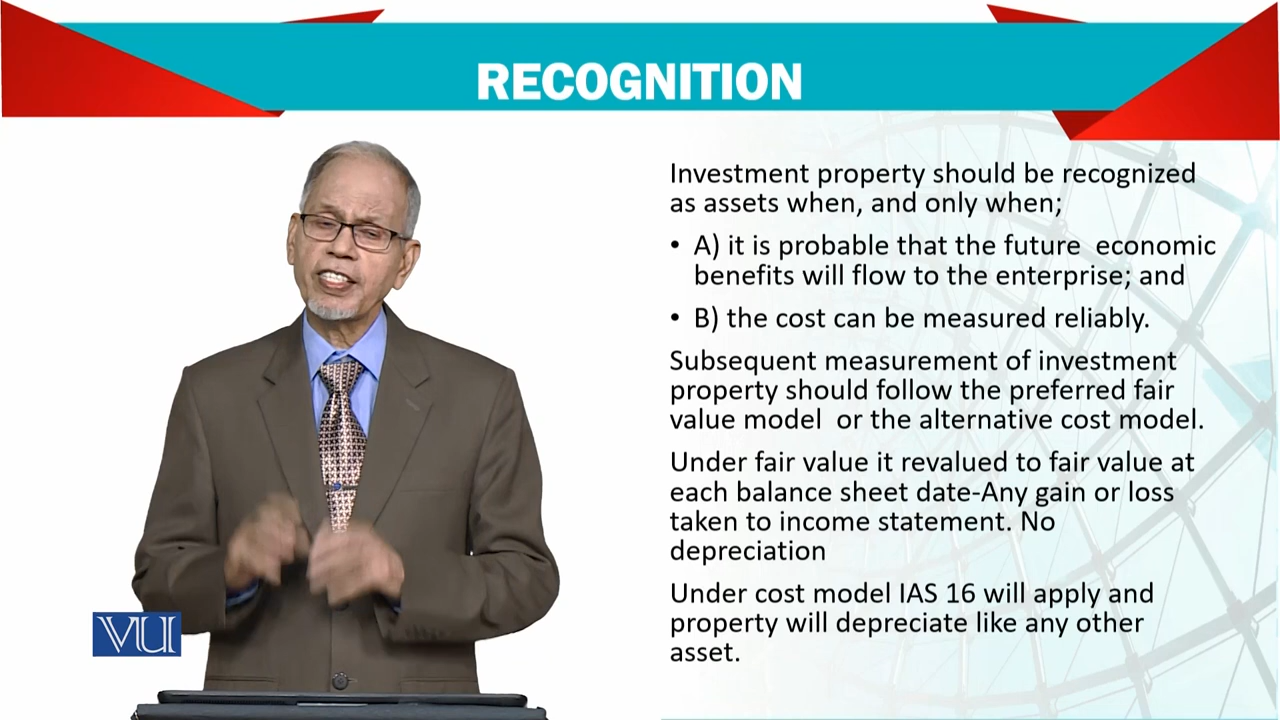 RECOGNITION
Investment property should be recognized
as assets when, and only when;
• A) it is probable that the future  economic
benefits will flow to the enterprise; and
• B) the cost can be measured reliably.
Subsequent measurement of investment
property should follow the preferred fair
value model  or the alternative cost model.
Under fair value it revalued to fair value at
each balance sheet date-Any gain or loss
taken to income statement. No
depreciation
Under cost model IAS 16 will apply and
property will depreciate like any other
asset.
VU